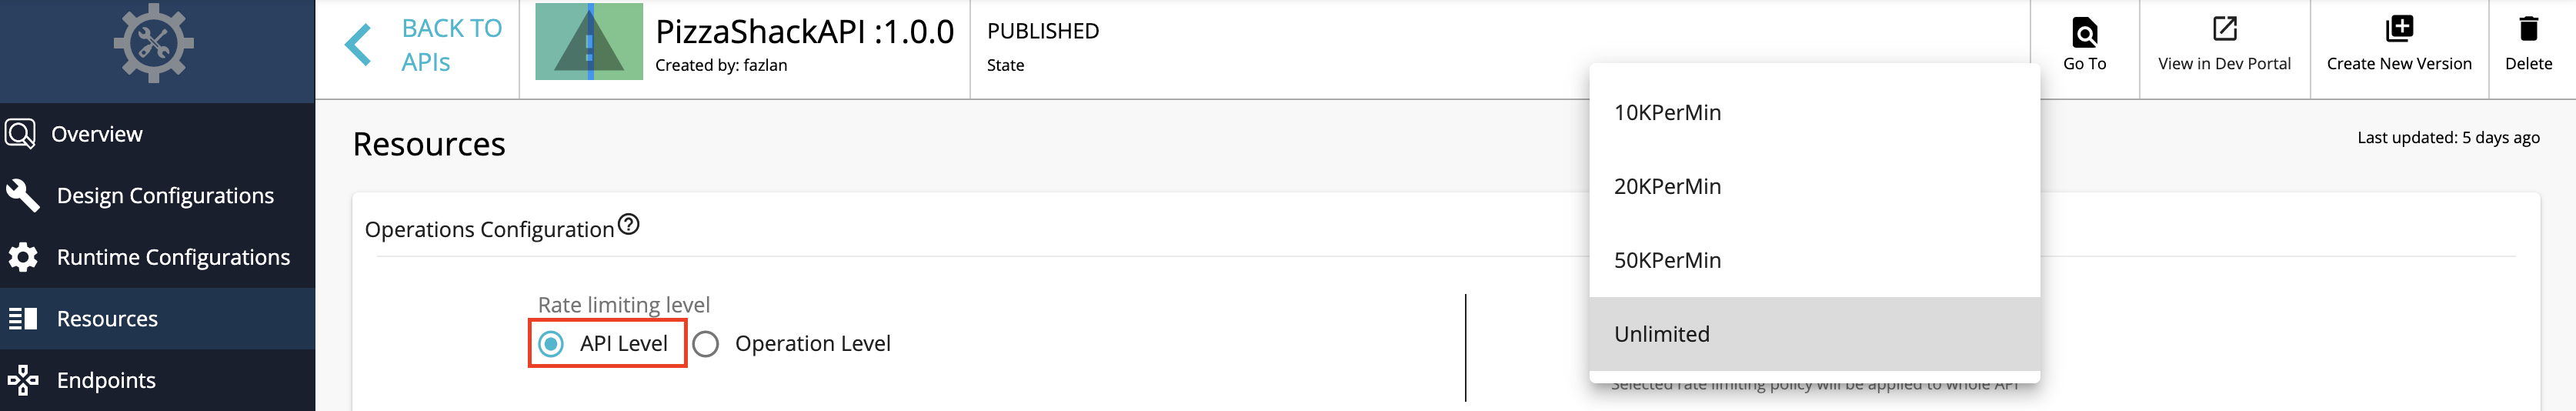 BACK TO
APIs
PizzaShackAPI :1.0.0
Created by: fazlan
PUBLISHED
State
Go To
View in Dev Portal
Create New Version
Delete
Overview
Design Configurations
Runtime Configurations
Resources
Endpoints
Resources
Last updated: 5 days ago
Operations Configuration
Rate limiting level
API Level
Operation Level
10KPerMin
20KPerMin
50KPerMin
Unlimited
Selected rate limiting policy will be applied to whole API